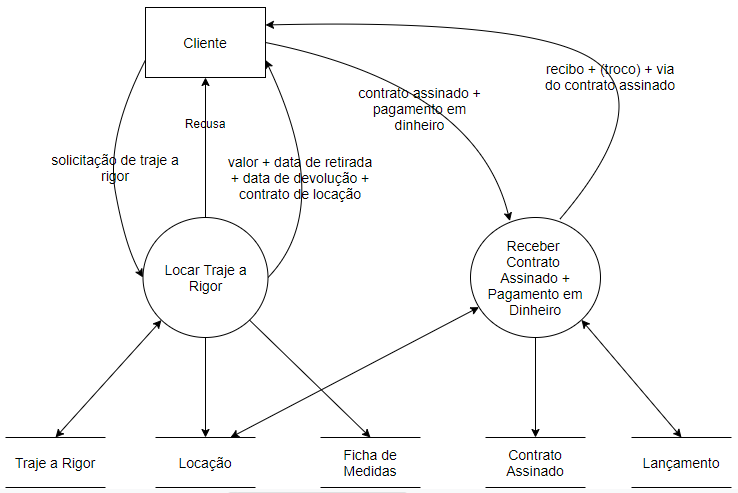 Cliente
recibo + (troco) + via
do contrato assinado
contrato assinado +
pagamento em
dinheiro
Recusa
solicitação de traje a
rigor
valor + data de retirada
+ data de devolução +
contrato de locação
Locar Traje a
Rigor
Receber
Contrato
Assinado +
Pagamento em
Dinheiro
Traje a Rigor
Locação
Ficha de
Medidas
Contrato
Assinado
Lançamento